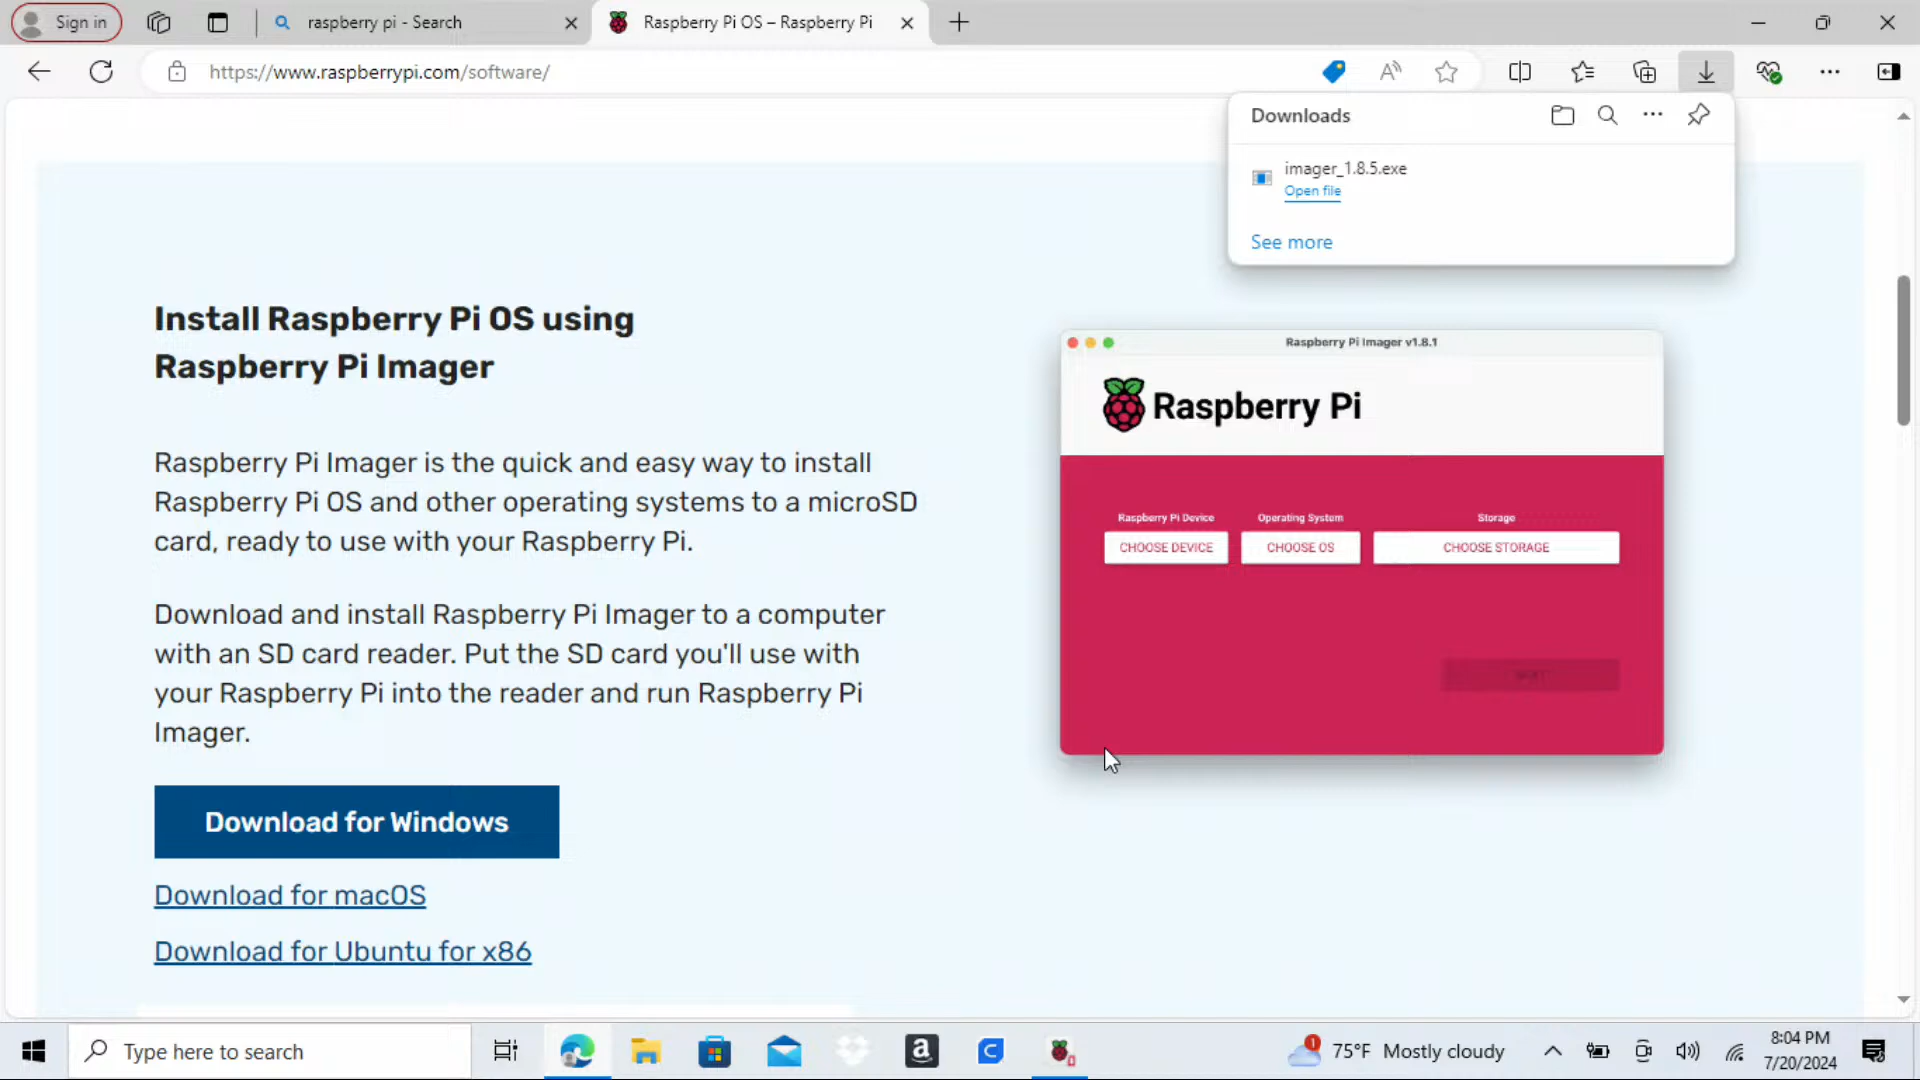 Sign in
raspberry pi - Search
Raspberry Pi OS – Raspberry Pi
https://www.raspberrypi.com/software/
Downloads
imager_1.8.5.exe
Open file
See more
Install Raspberry Pi OS using
Raspberry Pi Imager
Raspberry Pi Imager is the quick and easy way to install
Raspberry Pi OS and other operating systems to a microSD
card, ready to use with your Raspberry Pi.
Download and install Raspberry Pi Imager to a computer
with an SD card reader. Put the SD card you'll use with
your Raspberry Pi into the reader and run Raspberry Pi
Imager.
Download for Windows
Download for macOS
Download for Ubuntu for x86
Raspberry Pi Imager v1.8.1
Raspberry Pi
Raspberry Pi Device
Operating System
Storage
CHOOSE DEVICE
CHOOSE OS
CHOOSE STORAGE
Type here to search
1
75°F Mostly cloudy
8:04 PM
7/20/2024